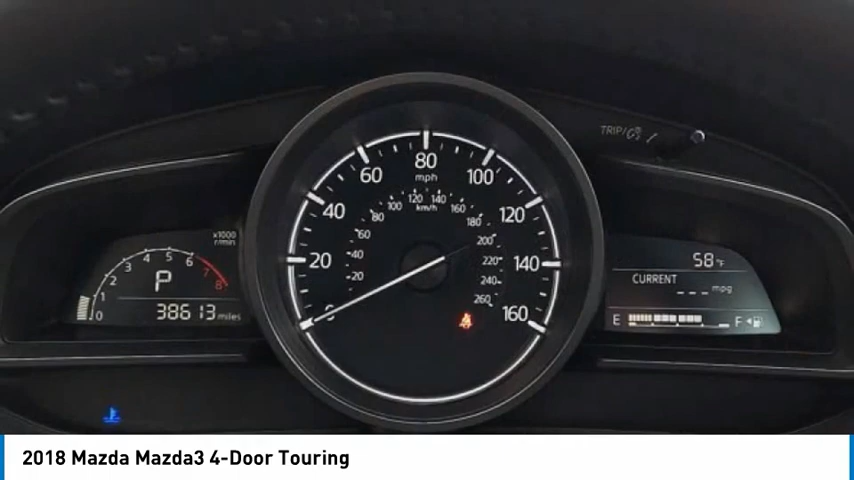 TRIP/
x1000
r/min
0 1 2 3 4 5 6 7 8
P
38613 miles
0 20 40 60 80 100 120 140 160
mph
20 40 60 80 100 120 140 160 180 200 220 240 260
km/h
58°F
CURRENT
--- mpg
E F
2018 Mazda Mazda3 4-Door Touring